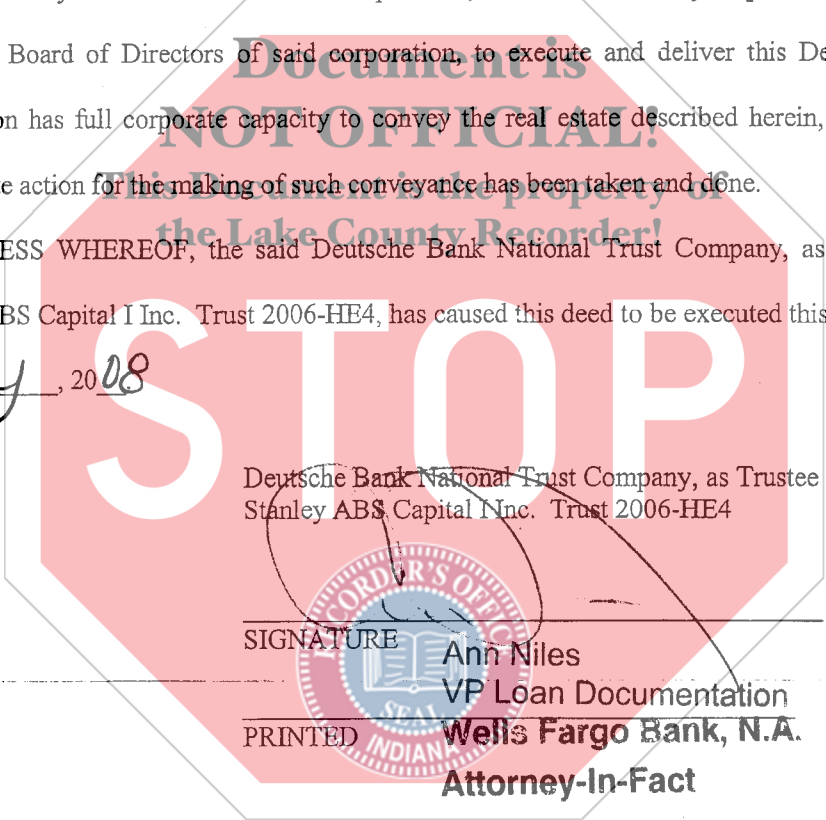 Board of Directors of said corporation, to execute and deliver this De
Document is
on has full corporate capacity to convey the real estate described herein,
NOT OFFICIAL!
e action for the making of such conveyance has been taken and done.
This Document is the property of
the Lake County Recorder!
ESS WHEREOF, the said Deutsche Bank National Trust Company, as
BS Capital I Inc. Trust 2006-HE4, has caused this deed to be executed this
STOP
, 2008
Deutsche Bank National Trust Company, as Trustee
Stanley ABS Capital I Inc. Trust 2006-HE4
RECORDER'S OFFICE
SIGNATURE
Ann Niles
VP Loan Documentation
SEAL
PRINTED
Wells Fargo Bank, N.A.
INDIANA
Attorney-In-Fact